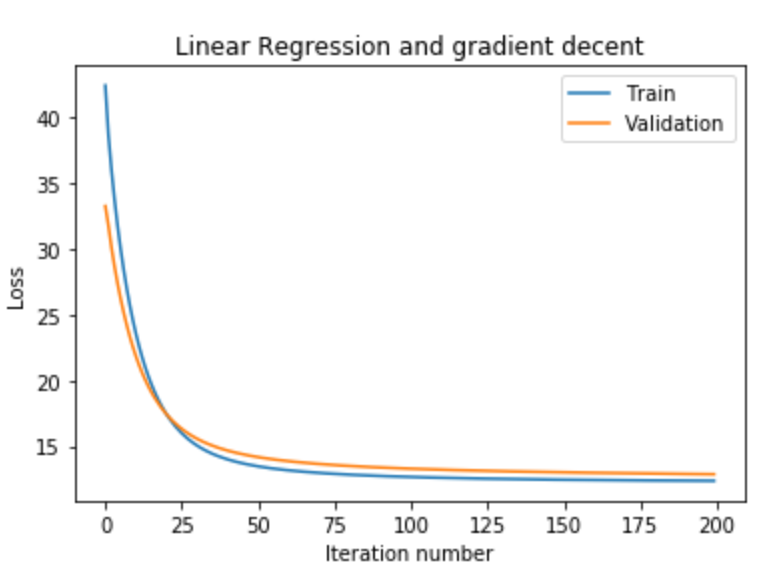 Linear Regression and gradient decent
Train
Validation
40
35
30
25
20
15
Loss
0 25 50 75 100 125 150 175 200
Iteration number